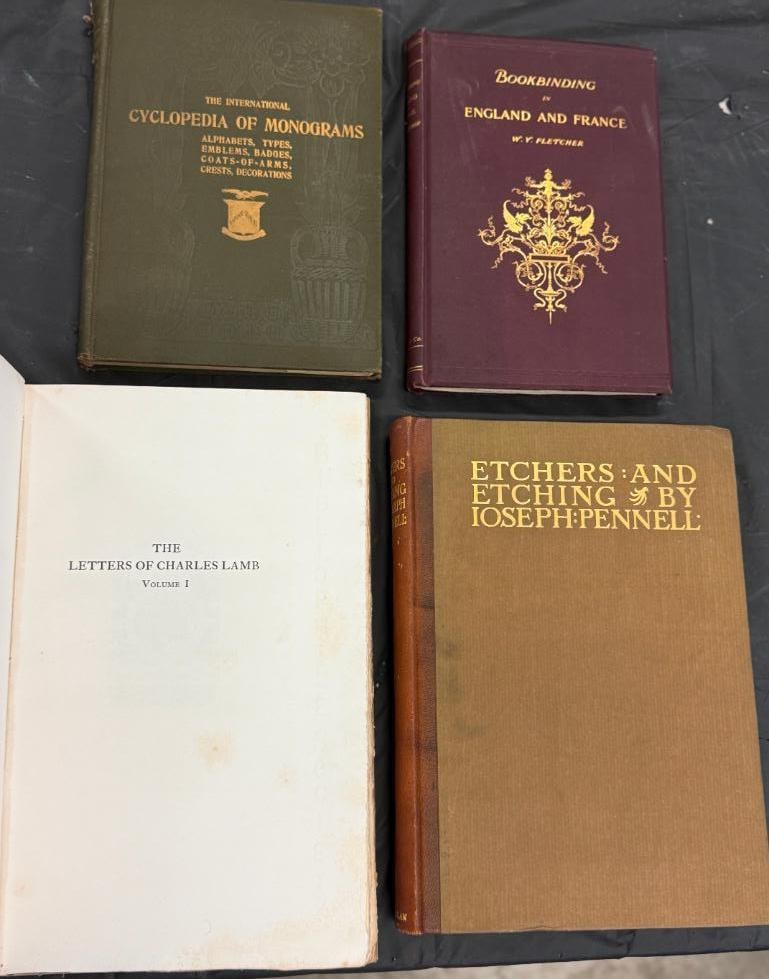 THE INTERNATIONAL
CYCLOPEDIA OF MONOGRAMS
ALPHABETS, TYPES,
EMBLEMS, BADGES,
COATS-OF-ARMS,
CRESTS, DECORATIONS
BOOKBINDING
IN
ENGLAND AND FRANCE
W. Y. FLETCHER
THE
LETTERS OF CHARLES LAMB
VOLUME I
ETCHERS : AND
ETCHING BY
IOSEPH : PENNELL